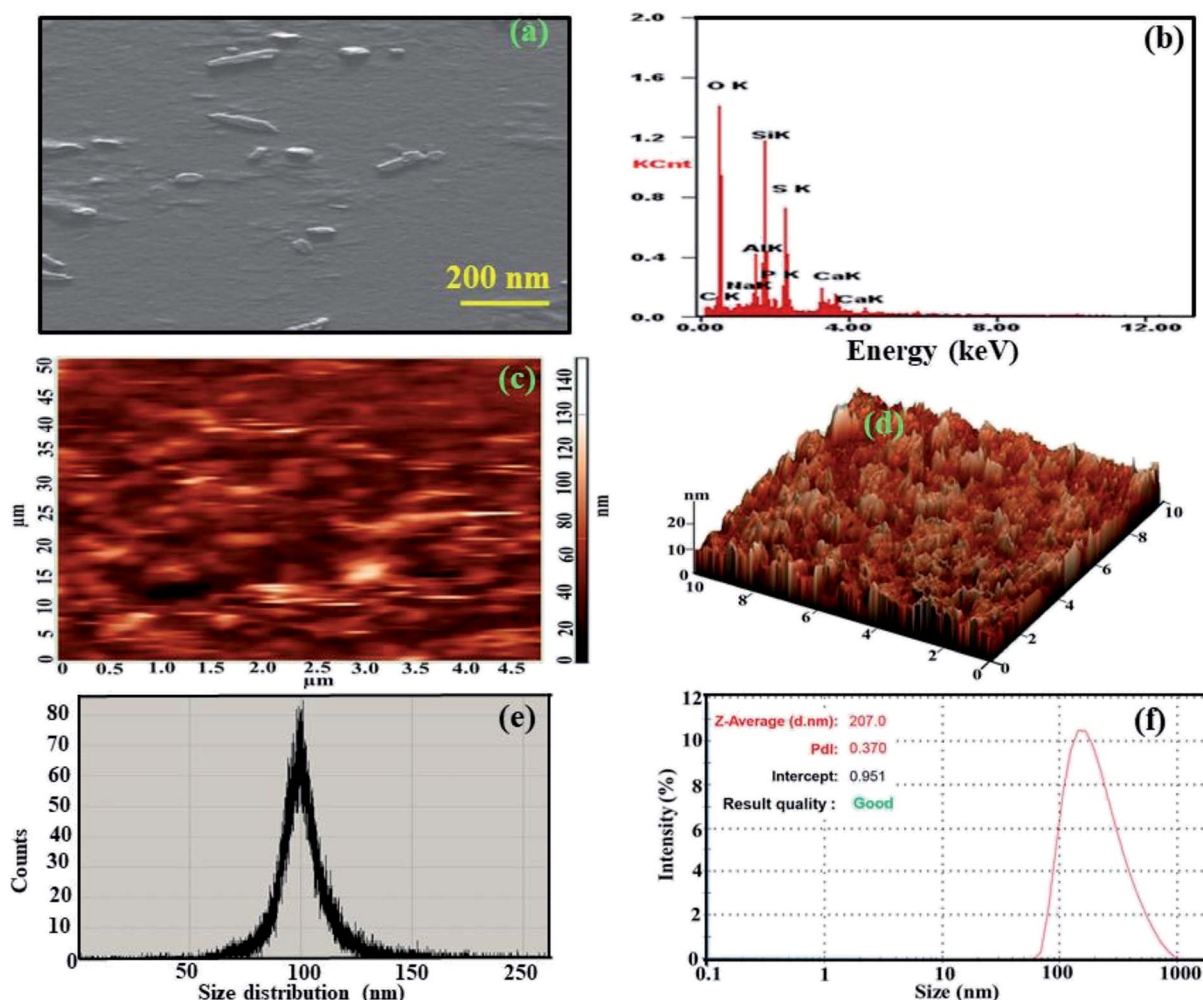 (a)
200 nm
(b)
2.0
1.6
1.2
KCnt
0.8
0.4
0.0
O K
SiK
S K
AlK
P K
NaK
C K
CaK
CaK
0.00
4.00
8.00
12.00
Energy (keV)
(c)
50
45
40
35
30
25
20
15
10
5
0
µm
0 0.5 1.0 1.5 2.0 2.5 3.0 3.5 4.0 4.5
µm
140
120
100
80
60
40
20
0
nm
(d)
nm
20
10
0
10
8
6
4
2
0
0
2
4
6
8
10
(e)
80
70
60
50
40
30
20
10
0
Counts
50 100 150 250
Size distribution (nm)
(f)
12
10
8
6
4
2
0
Intensity (%)
Z-Average (d.nm): 207.0
PdI: 0.370
Intercept: 0.951
Result quality : Good
0.1 1 10 100 1000
Size (nm)